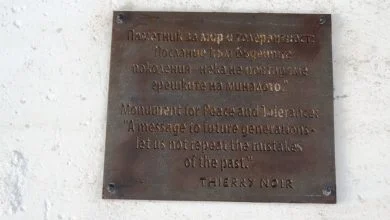 Паметник за мир и толерантност:
Послание към бъдещите
поколения - нека не повтаряме
грешките на миналото."
Monument for Peace and Tolerance:
"A message to future generations-
let us not repeat the mistakes
of the past."
THIERRY NOIR